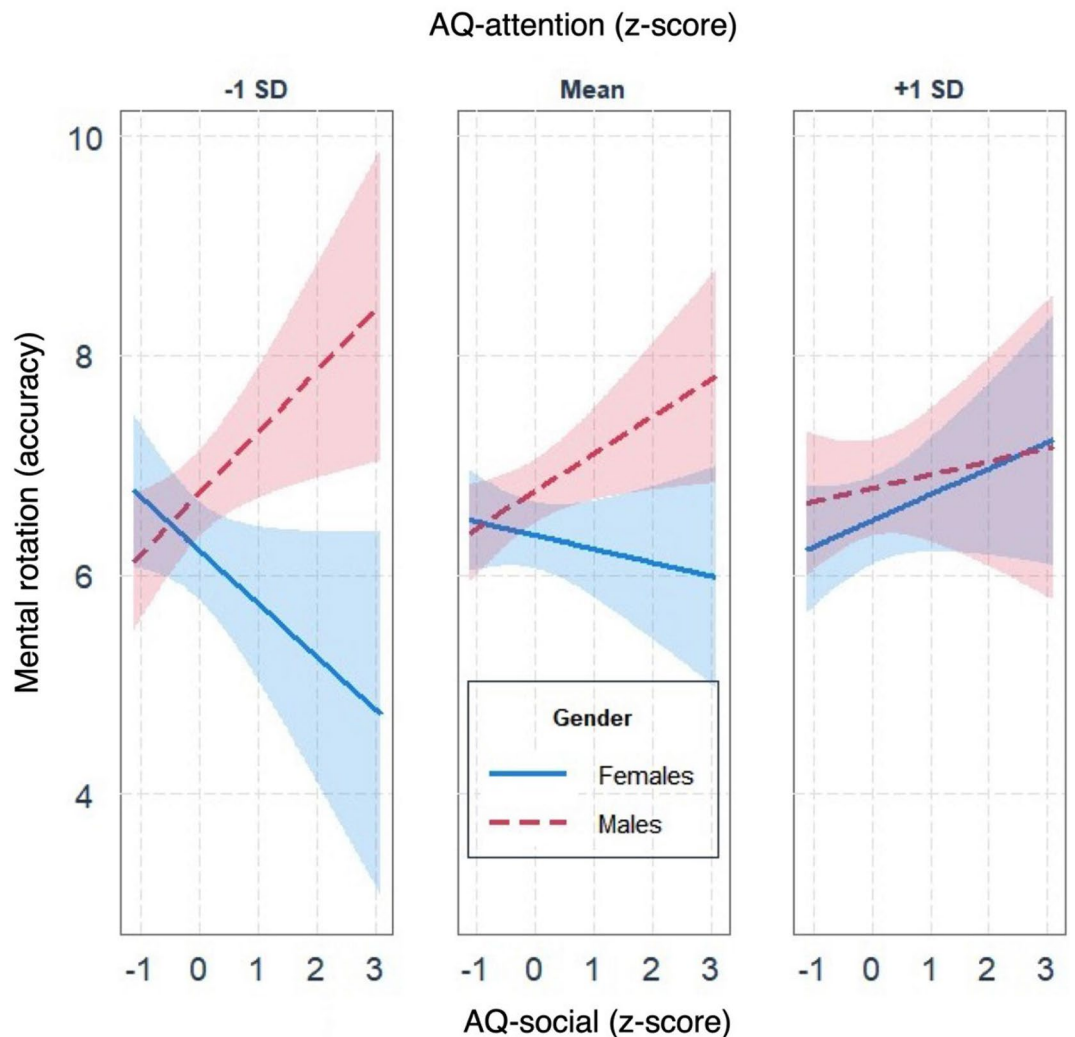 AQ-attention (z-score)
-1 SD
Mean
+1 SD
Mental rotation (accuracy)
10
8
6
4
Gender
Females
Males
-1 0 1 2 3
-1 0 1 2 3
-1 0 1 2 3
AQ-social (z-score)